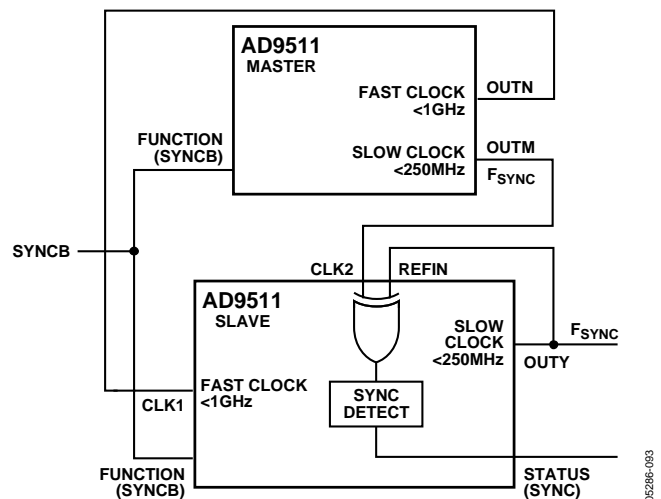 AD9511
MASTER
FAST CLOCK
<1GHz
OUTN
FUNCTION
(SYNCB)
SLOW CLOCK
<250MHz
OUTM
FSYNC
SYNCB
CLK2
REFIN
AD9511
SLAVE
SLOW
CLOCK
<250MHz
FSYNC
OUTY
FAST CLOCK
<1GHz
CLK1
SYNC
DETECT
FUNCTION
(SYNCB)
STATUS
(SYNC)
05286-093